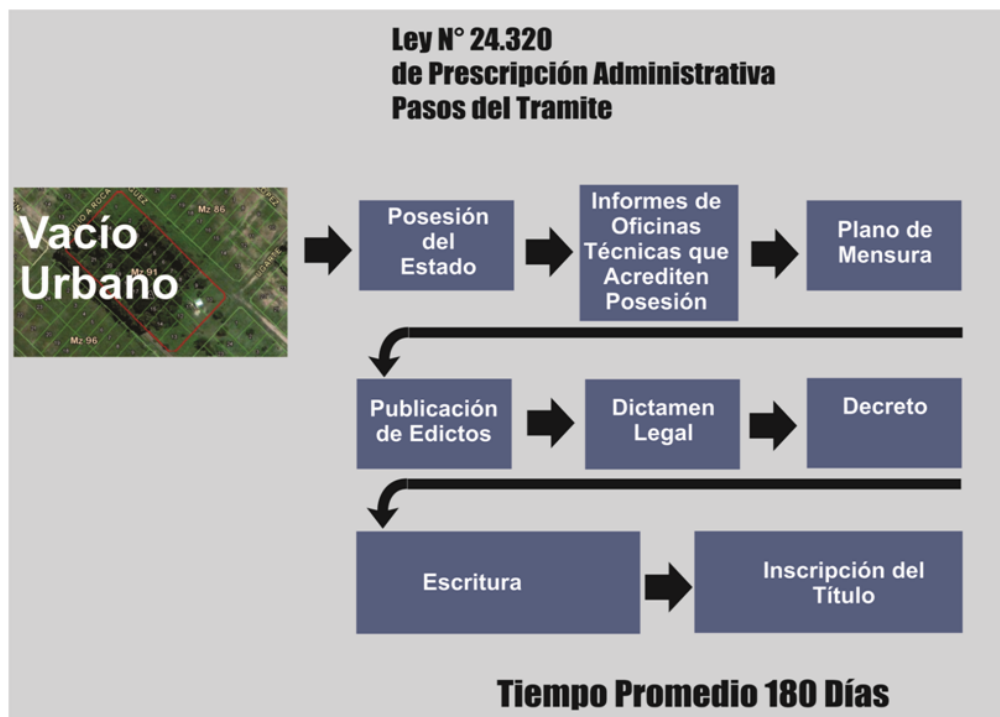 Ley N° 24.320
de Prescripción Administrativa
Pasos del Tramite
Vacío
Urbano
Mz 86
Mz 91
Mz 96
Posesión
del
Estado
Informes de
Oficinas
Técnicas que
Acrediten
Posesión
Plano de
Mensura
Publicación
de Edictos
Dictamen
Legal
Decreto
Escritura
Inscripción del
Título
Tiempo Promedio 180 Días